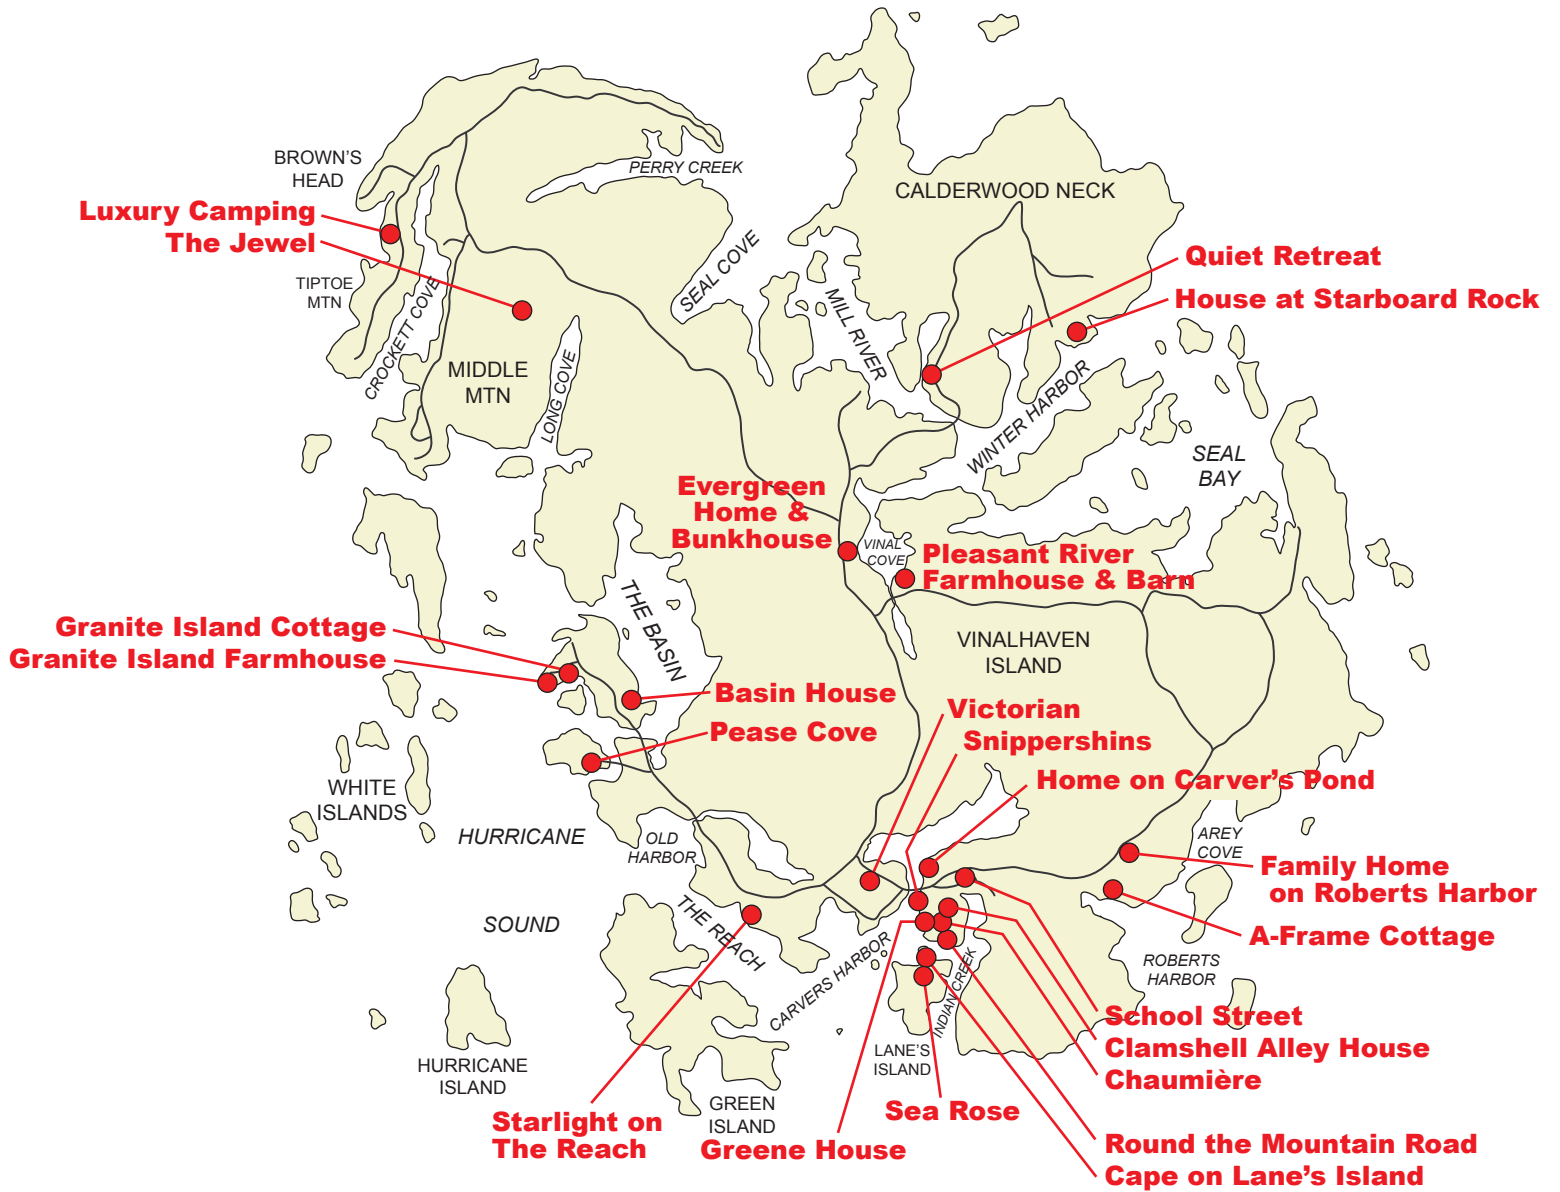 BROWN'S
HEAD
PERRY CREEK
CALDERWOOD NECK
Luxury Camping
The Jewel
SEAL COVE
Quiet Retreat
TIPTOE
MTN
CROCKETT COVE
MILL RIVER
House at Starboard Rock
MIDDLE
MTN
LONG COVE
WINTER HARBOR
SEAL
BAY
Evergreen
Home &
Bunkhouse
VINAL
COVE
Pleasant River
Farmhouse & Barn
THE BASIN
Granite Island Cottage
Granite Island Farmhouse
VINALHAVEN
ISLAND
Basin House
Pease Cove
Victorian
Snippershins
Home on Carver's Pond
WHITE
ISLANDS
HURRICANE
OLD
HARBOR
AREY
COVE
Family Home
on Roberts Harbor
SOUND
THE REACH
CARVERS HARBOR
INDIAN CREEK
A-Frame Cottage
ROBERTS
HARBOR
School Street
Clamshell Alley House
Chaumière
LANE'S
ISLAND
HURRICANE
ISLAND
Starlight on
The Reach
GREEN
ISLAND
Sea Rose
Greene House
Round the Mountain Road
Cape on Lane's Island